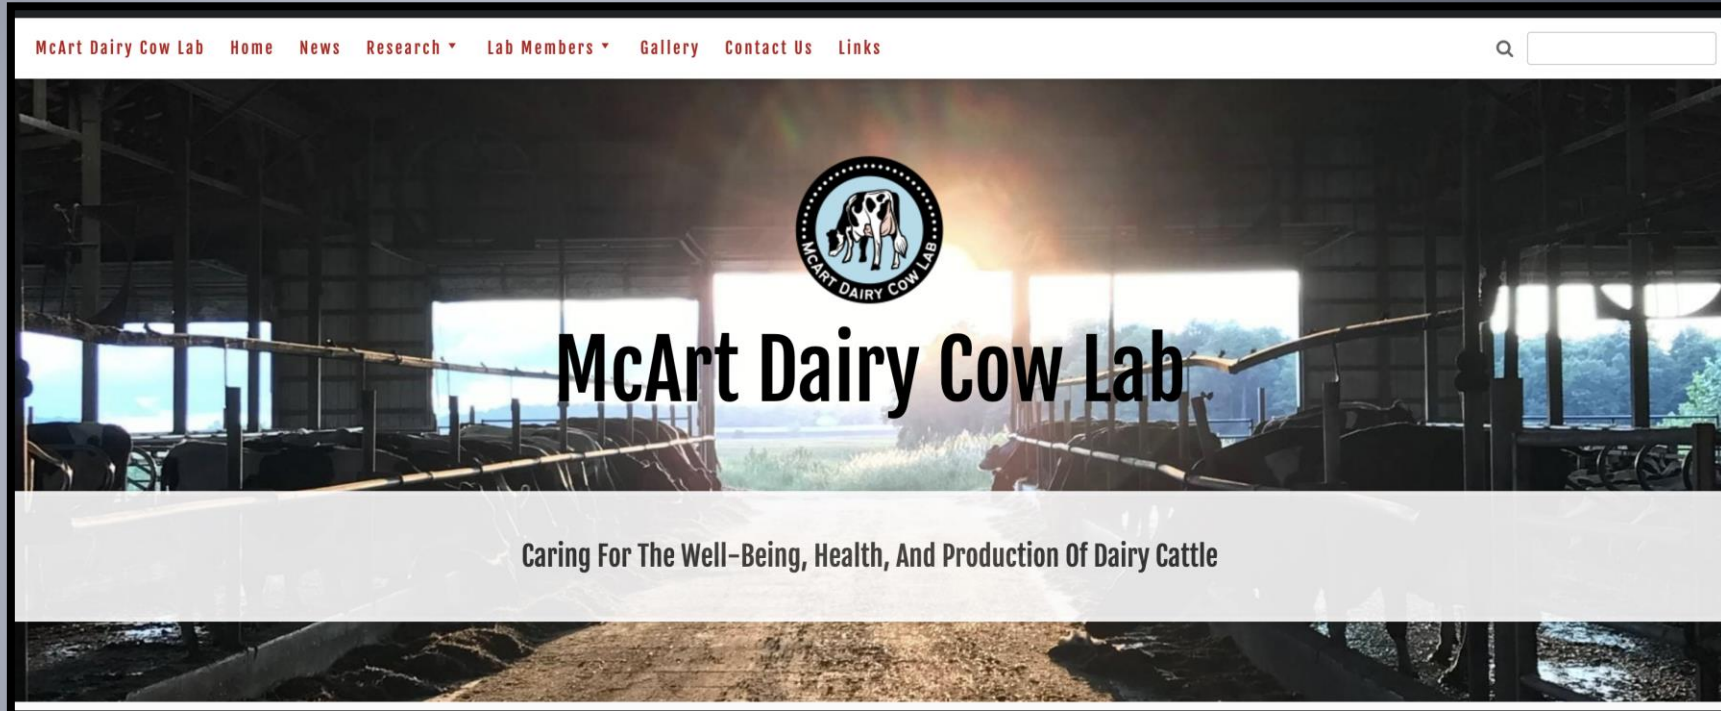 McArt Dairy Cow Lab Home News Research Lab Members Gallery Contact Us Links
MCART DAIRY COW LAB
McArt Dairy Cow Lab
Caring For The Well-Being, Health, And Production Of Dairy Cattle